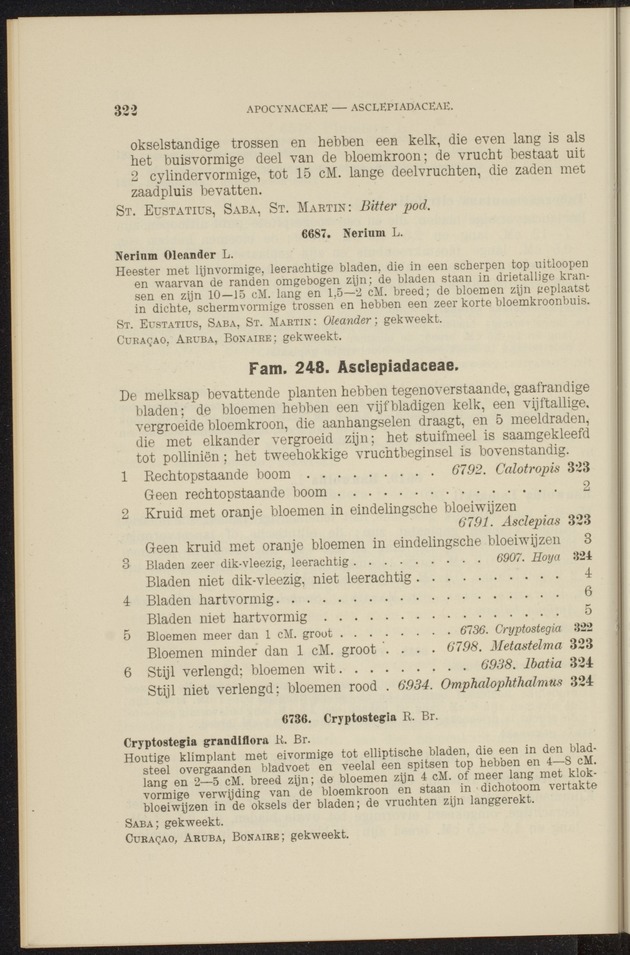 322 APOCYNACEAE — ASCLEPIADACEAE.
okselstandige trossen en hebben een kelk, die even lang is als
het buisvormige deel van de bloemkroon; de vrucht bestaat uit
2 cylindervormige, tot 15 cM. lange deelvruchten, die zaden met
zaadpluis bevatten.
ST. EUSTATIUS, SABA, ST. MARTIN: Bitter pod.
6687. Nerium L.
Nerium Oleander L.
Heester met lijnvormige, leerachtige bladen, die in een scherpen top uitloopen
en waarvan de randen omgebogen zijn; de bladen staan in drietallige kran-
sen en zijn 10—15 cM. lang en 1,5—2 cM. breed; de bloemen zijn geplaatst
in dichte, schermvormige trossen en hebben een zeer korte bloemkroonbuis.
ST. EUSTATIUS, SABA, ST. MARTIN: Oleander; gekweekt.
CURAÇAO, ARUBA, BONAIRE; gekweekt.
Fam. 248. Asclepiadaceae.
De melksap bevattende planten hebben tegenoverstaande, gaafrandige
bladen; de bloemen hebben een vijfbladigen kelk, een vijftallige,
vergroeide bloemkroon, die aanhangselen draagt, en 5 meeldraden,
die met elkander vergroeid zijn; het stuifmeel is saamgekleefd
tot polliniën; het tweehokkige vruchtbeginsel is bovenstandig.
1 Rechtopstaande boom . . . . . . . . . 6792. Calotropis 323
Geen rechtopstaande boom . . . . . . . . . . . . . . . 2
2 Kruid met oranje bloemen in eindelingsche bloeiwijzen
6791. Asclepias 323
Geen kruid met oranje bloemen in eindelingsche bloeiwijzen 3
3 Bladen zeer dik-vleezig, leerachtig . . . . . . . . . 6907. Hoya 324
Bladen niet dik-vleezig, niet leerachtig . . . . . . . . . . 4
4 Bladen hartvormig . . . . . . . . . . . . . . . . . . . 6
Bladen niet hartvormig . . . . . . . . . . . . . . . . 5
5 Bloemen meer dan 1 cM. groot . . . . . . . . 6736. Cryptostegia 322
Bloemen minder dan 1 cM. groot . . . . 6798. Metastelma 323
6 Stijl verlengd; bloemen wit . . . . . . . . . 6938. Ibatia 324
Stijl niet verlengd; bloemen rood . 6934. Omphalophthalmus 324
6736. Cryptostegia R. Br.
Cryptostegia grandiflora R. Br.
Houtige klimplant met eivormige tot elliptische bladen, die een in den blad-
steel overgaanden bladvoet en veelal een spitsen top hebben en 4—8 cM.
lang en 2—5 cM. breed zijn; de bloemen zijn 4 cM. of meer lang met klok-
vormige verwijding van de bloemkroon en staan in dichotoom vertakte
bloeiwijzen in de oksels der bladen; de vruchten zijn langgerekt.
SABA; gekweekt.
CURAÇAO, ARUBA, BONAIRE; gekweekt.